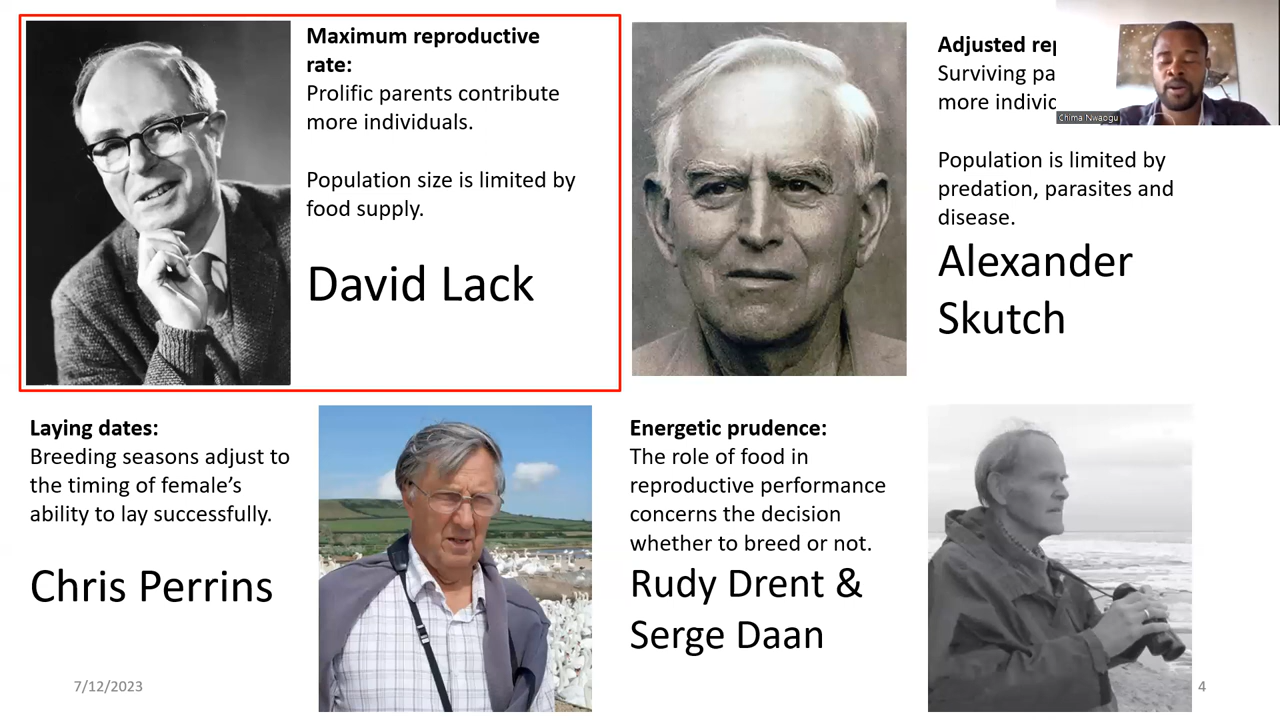 Maximum reproductive
rate:
Prolific parents contribute
more individuals.
Population size is limited by
food supply.
David Lack
Adjusted
Surviving
more
Chima Nwaogu
Population is limited by
predation, parasites and
disease.
Alexander
Skutch
Laying dates:
Breeding seasons adjust to
the timing of female's
ability to lay successfully.
Chris Perrins
Energetic prudence:
The role of food in
reproductive performance
concerns the decision
whether to breed or not.
Rudy Drent &
Serge Daan
7/12/2023
4